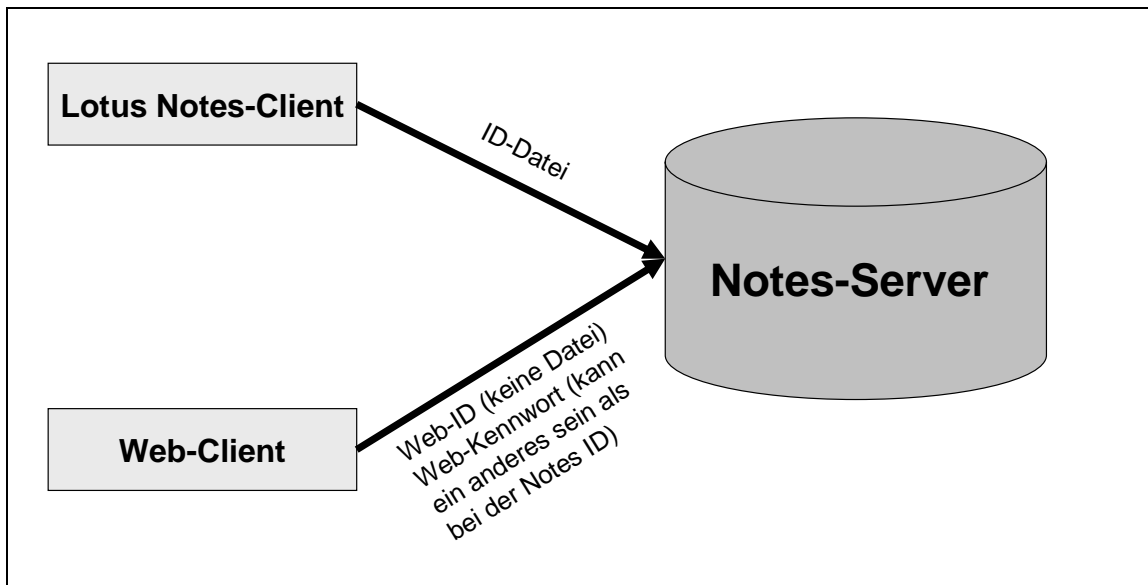 Lotus Notes-Client
ID-Datei
Notes-Server
Web-Client
Web-ID (keine Datei)
Web-Kennwort (kann
ein anderes sein als
bei der Notes ID)